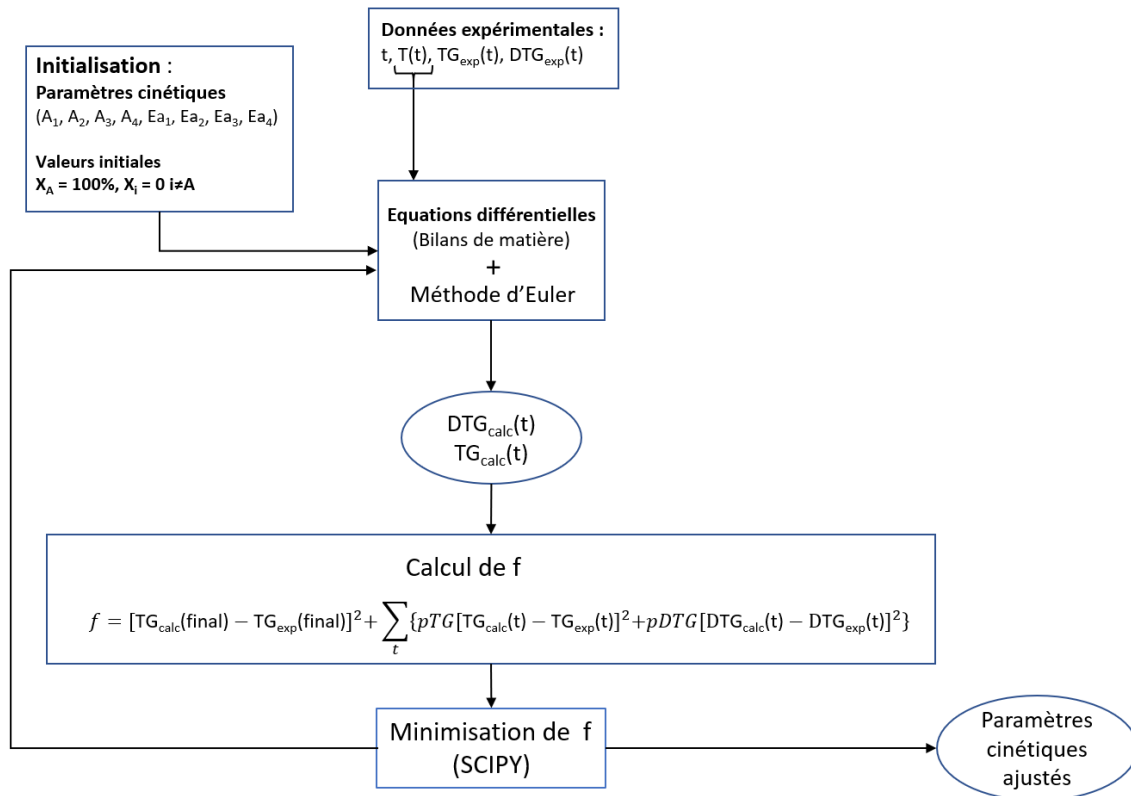 Données expérimentales :
t, T(t), TG_exp(t), DTG_exp(t)
Initialisation :
Paramètres cinétiques
(A₁, A₂, A₃, A₄, Ea₁, Ea₂, Ea₃, Ea₄)
Valeurs initiales
X_A = 100%, X_i = 0 i≠A
Equations différentielles
(Bilans de matière)
+
Méthode d’Euler
DTG_calc(t)
TG_calc(t)
Calcul de f
f = [TG_calc(final) − TG_exp(final)]² + ∑_t {pTG[TG_calc(t) − TG_exp(t)]²+pDTG[DTG_calc(t) − DTG_exp(t)]²}
Minimisation de f
(SCIPY)
Paramètres
cinétiques
ajustés